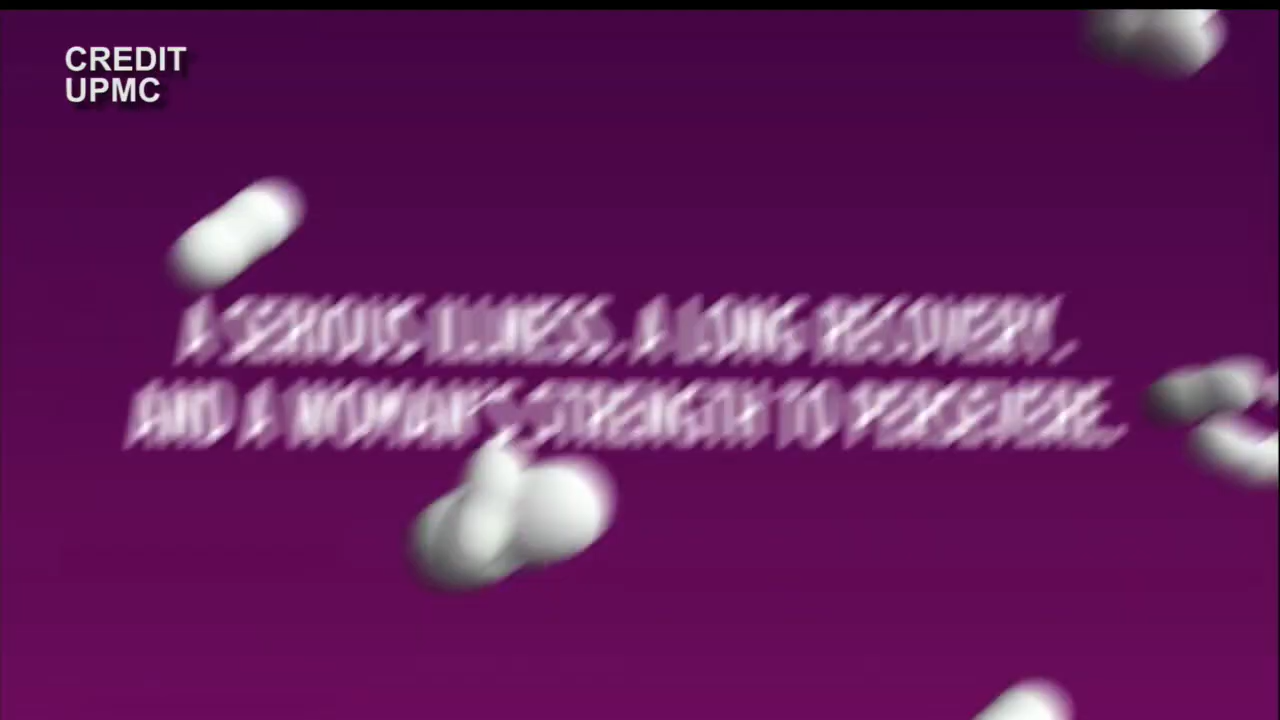 CREDIT
UPMC
A SERIOUS ILLNESS. A LONG RECOVERY.
AND A WOMAN'S STRENGTH TO PERSEVERE.